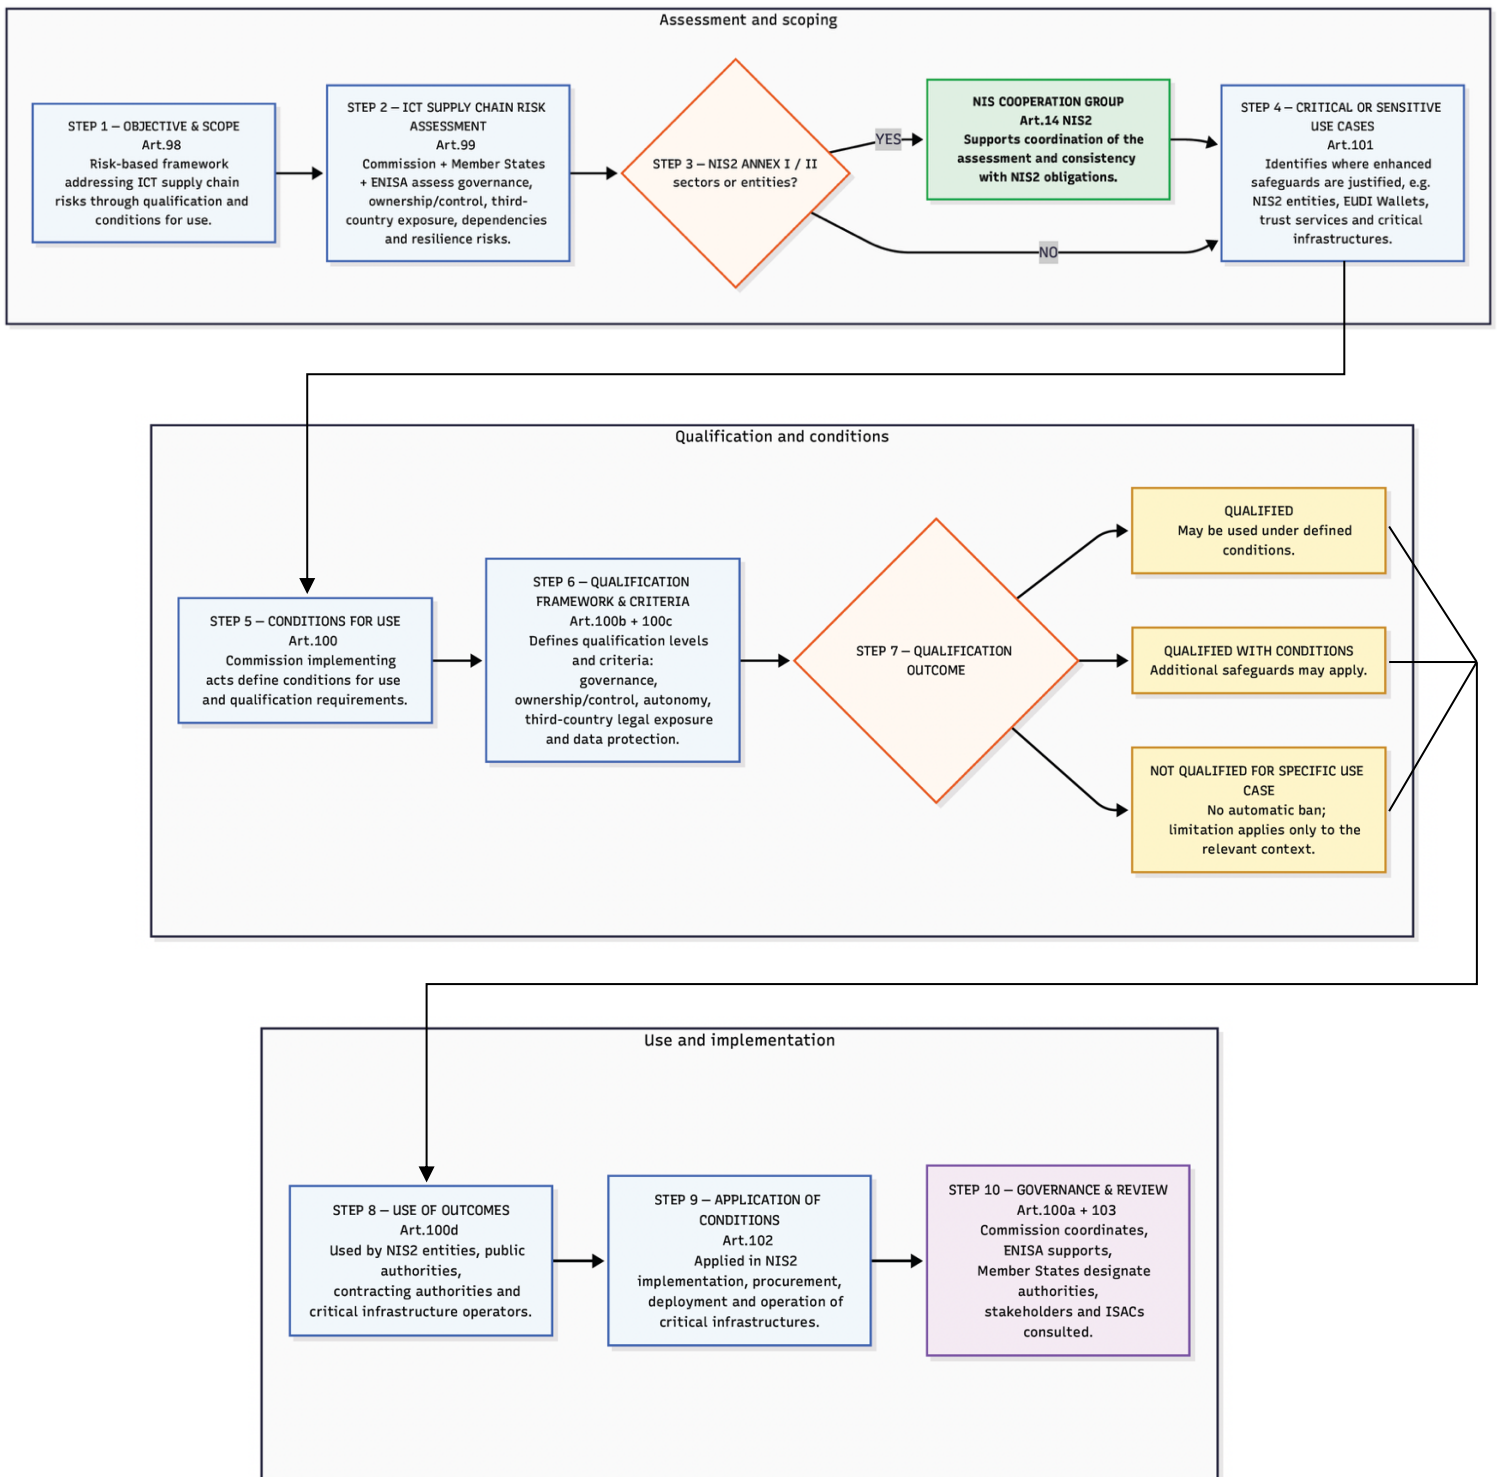 Assessment and scoping
STEP 1 – OBJECTIVE & SCOPE
Art.98
Risk-based framework
addressing ICT supply chain
risks through qualification and
conditions for use.
STEP 2 – ICT SUPPLY CHAIN RISK
ASSESSMENT
Art.99
Commission + Member States
+ ENISA assess governance,
ownership/control, third-
country exposure, dependencies
and resilience risks.
STEP 3 – NIS2 ANNEX I / II
sectors or entities?
YES
NO
NIS COOPERATION GROUP
Art.14 NIS2
Supports coordination of the
assessment and consistency
with NIS2 obligations.
STEP 4 – CRITICAL OR SENSITIVE
USE CASES
Art.101
Identifies where enhanced
safeguards are justified, e.g.
NIS2 entities, EUDI Wallets,
trust services and critical
infrastructures.
Qualification and conditions
STEP 5 – CONDITIONS FOR USE
Art.100
Commission implementing
acts define conditions for use
and qualification requirements.
STEP 6 – QUALIFICATION
FRAMEWORK & CRITERIA
Art.100b + 100c
Defines qualification levels
and criteria:
governance,
ownership/control, autonomy,
third-country legal exposure
and data protection.
STEP 7 – QUALIFICATION
OUTCOME
QUALIFIED
May be used under defined
conditions.
QUALIFIED WITH CONDITIONS
Additional safeguards may apply.
NOT QUALIFIED FOR SPECIFIC USE
CASE
No automatic ban;
limitation applies only to the
relevant context.
Use and implementation
STEP 8 – USE OF OUTCOMES
Art.100d
Used by NIS2 entities, public
authorities,
contracting authorities and
critical infrastructure operators.
STEP 9 – APPLICATION OF
CONDITIONS
Art.102
Applied in NIS2
implementation, procurement,
deployment and operation of
critical infrastructures.
STEP 10 – GOVERNANCE & REVIEW
Art.100a + 103
Commission coordinates,
ENISA supports,
Member States designate
authorities,
stakeholders and ISACs
consulted.